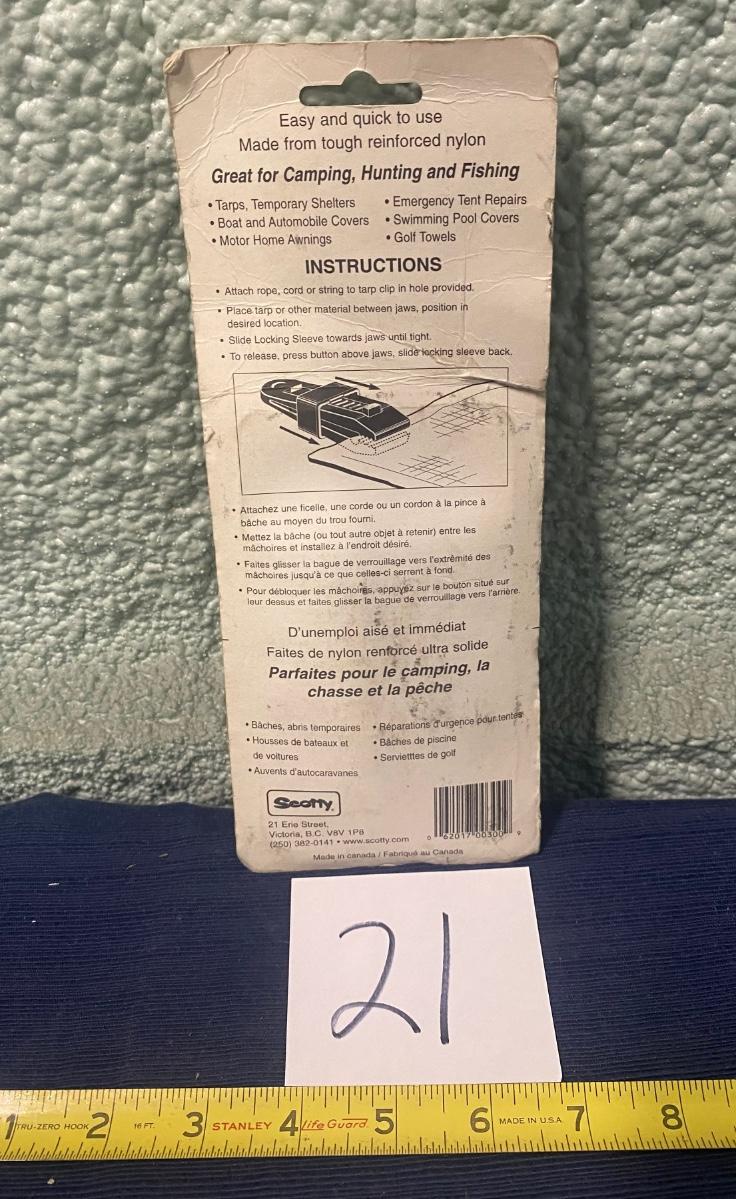 Easy and quick to use
Made from tough reinforced nylon
Great for Camping, Hunting and Fishing
• Tarps, Temporary Shelters
• Boat and Automobile Covers
• Motor Home Awnings
• Emergency Tent Repairs
• Swimming Pool Covers
• Golf Towels
INSTRUCTIONS
• Attach rope, cord or string to tarp clip in hole provided.
• Place tarp or other material between jaws, position in
desired location.
• Slide Locking Sleeve towards jaws until tight.
• To release, press button above jaws, slide locking sleeve back.
• Attachez une ficelle, une corde ou un cordon à la pince à
bâche au moyen du trou fourni.
• Mettez la bâche (ou tout autre objet à retenir) entre les
mâchoires et installez à l'endroit désiré.
• Faites glisser la bague de verrouillage vers l'extrêmité des
mâchoires jusqu'à ce que celles-ci serrent à fond.
• Pour débloquer les mâchoires, appuyez sur le bouton situé sur
leur dessus et faites glisser la bague de verrouillage vers l'arrière.
D'unemploi aisé et immédiat
Faites de nylon renforcé ultra solide
Parfaites pour le camping, la
chasse et la pêche
• Bâches, abris temporaires
• Housses de bateaux et
de voitures
• Auvents d'autocaravanes
• Réparations d'urgence pour tentes
• Bâches de piscine
• Serviettes de golf
Scotty
21 Erie Street,
Victoria, B.C. V8V 1P8
(250) 382-0141 • www.scotty.com
0 62017 00300 9
Made in canada / Fabriqué au Canada
21
1 TRU-ZERO HOOK 2 16 FT. 3 STANLEY 4 LifeGuard 5 6 MADE IN U.S.A. 7 8